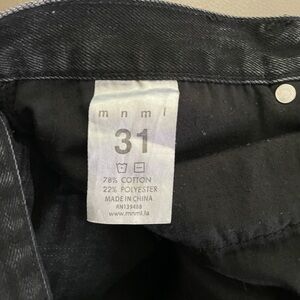 mnml
31
78% COTTON
22% POLYESTER
MADE IN CHINA
RN139488
www.mnml.la